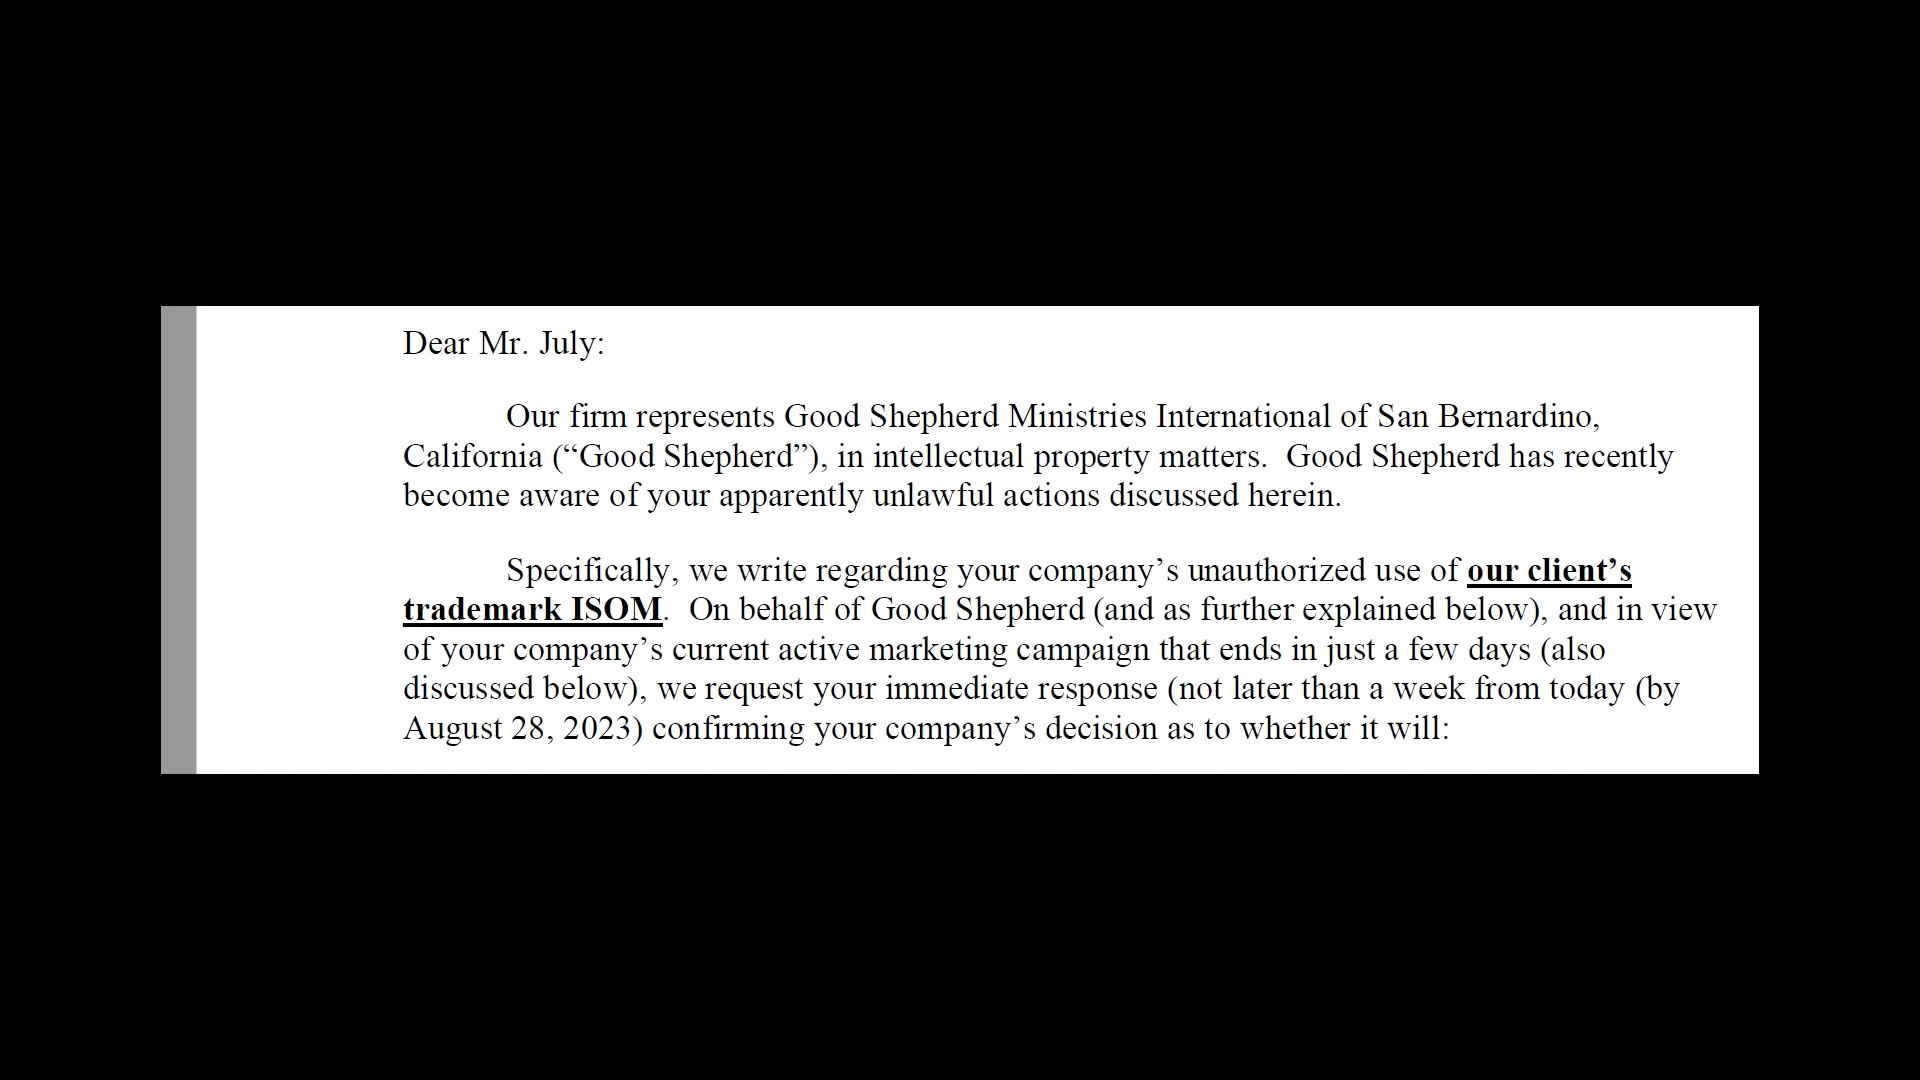 Dear Mr. July:
Our firm represents Good Shepherd Ministries International of San Bernardino,
California (“Good Shepherd”), in intellectual property matters.  Good Shepherd has recently
become aware of your apparently unlawful actions discussed herein.
Specifically, we write regarding your company’s unauthorized use of our client’s
trademark ISOM.  On behalf of Good Shepherd (and as further explained below), and in view
of your company’s current active marketing campaign that ends in just a few days (also
discussed below), we request your immediate response (not later than a week from today (by
August 28, 2023) confirming your company’s decision as to whether it will: